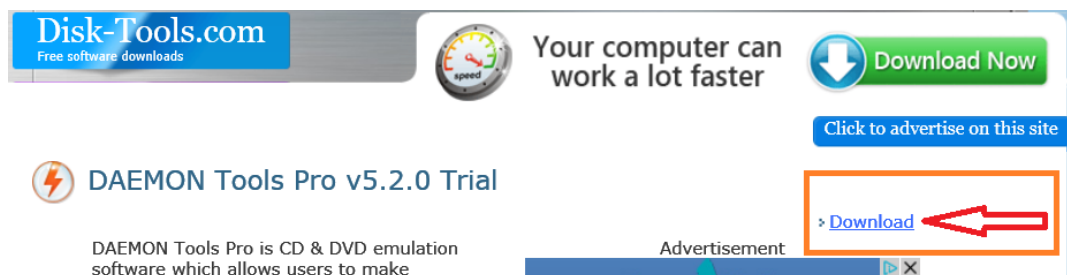 Disk-Tools.com
Free software downloads
speed
Your computer can
work a lot faster
Download Now
Click to advertise on this site
DAEMON Tools Pro v5.2.0 Trial
Download
DAEMON Tools Pro is CD & DVD emulation
software which allows users to make
Advertisement